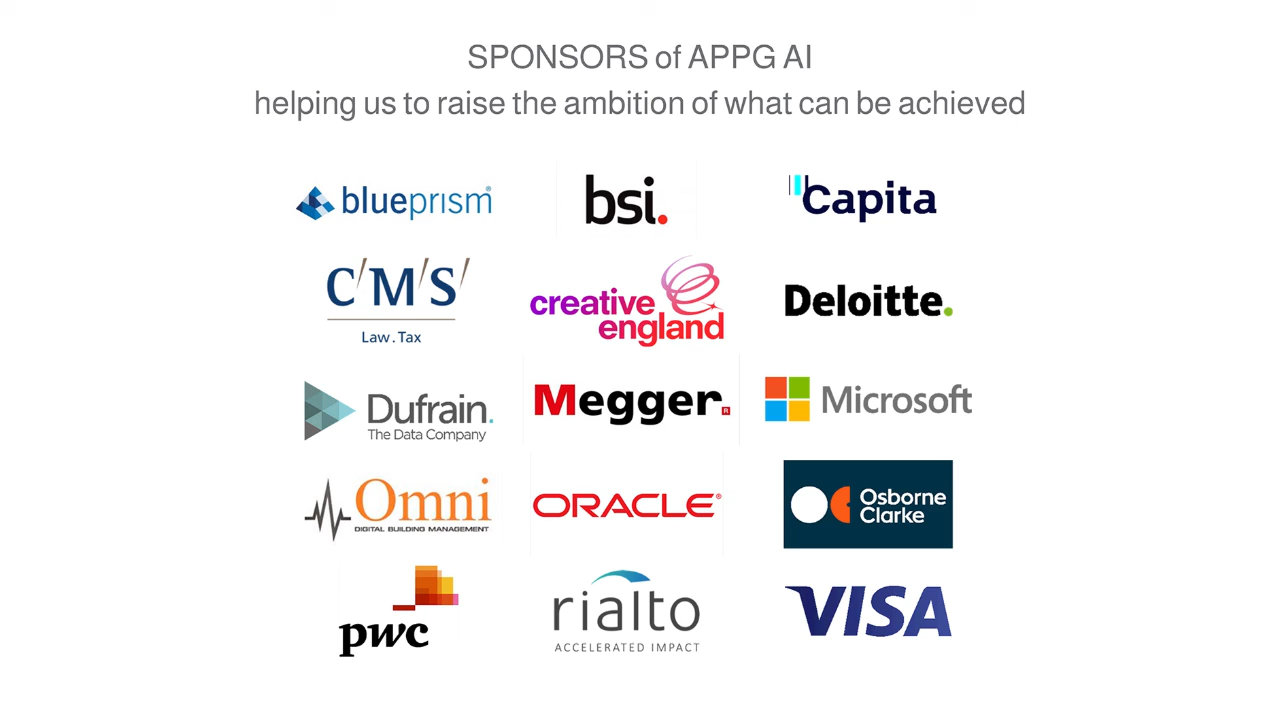 SPONSORS of APPG AI
helping us to raise the ambition of what can be achieved
blueprism®
bsi.
Capita
C/M/S/
Law.Tax
creative
england
Deloitte.
Dufrain.
The Data Company
Megger.
R
Microsoft
Omni
DIGITAL BUILDING MANAGEMENT
ORACLE®
Osborne
Clarke
pwc
rialto
ACCELERATED IMPACT
VISA